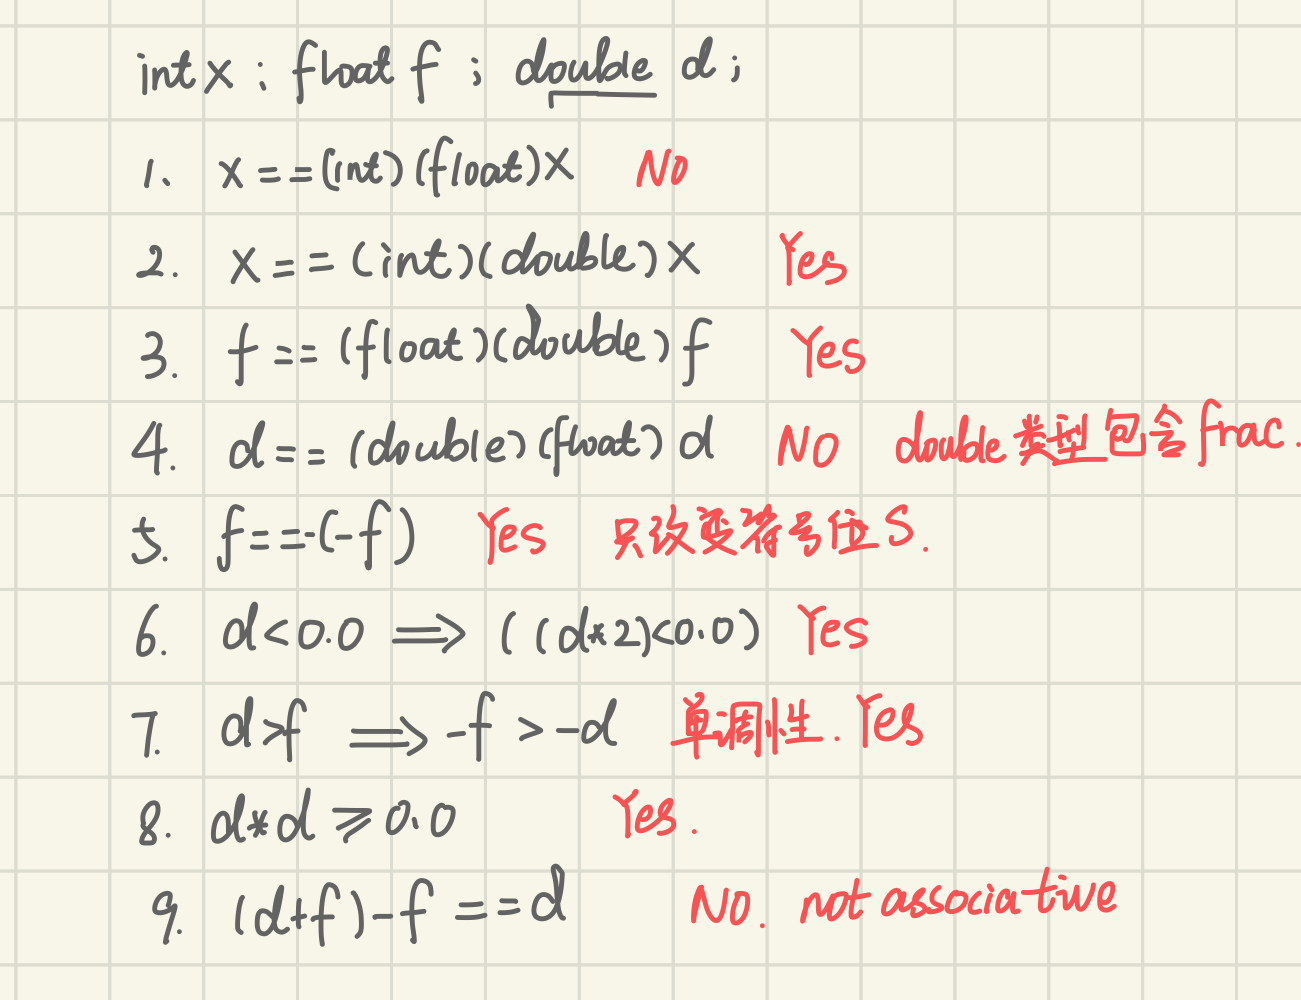 int x ; float f ; double d ;
1. x == (int) (float) x No
2. x == (int)(double) x Yes
3. f == (float)(double) f Yes
4. d == (double)(float) d NO double类型包含frac.
5. f == -(-f) Yes 只改变符号位S.
6. d < 0.0 ⟹ ((d*2)<0.0) Yes
7. d>f ⟹ -f > -d 单调性. Yes
8. d*d ⩾ 0.0 Yes.
9. (d+f)-f == d NO. not associative